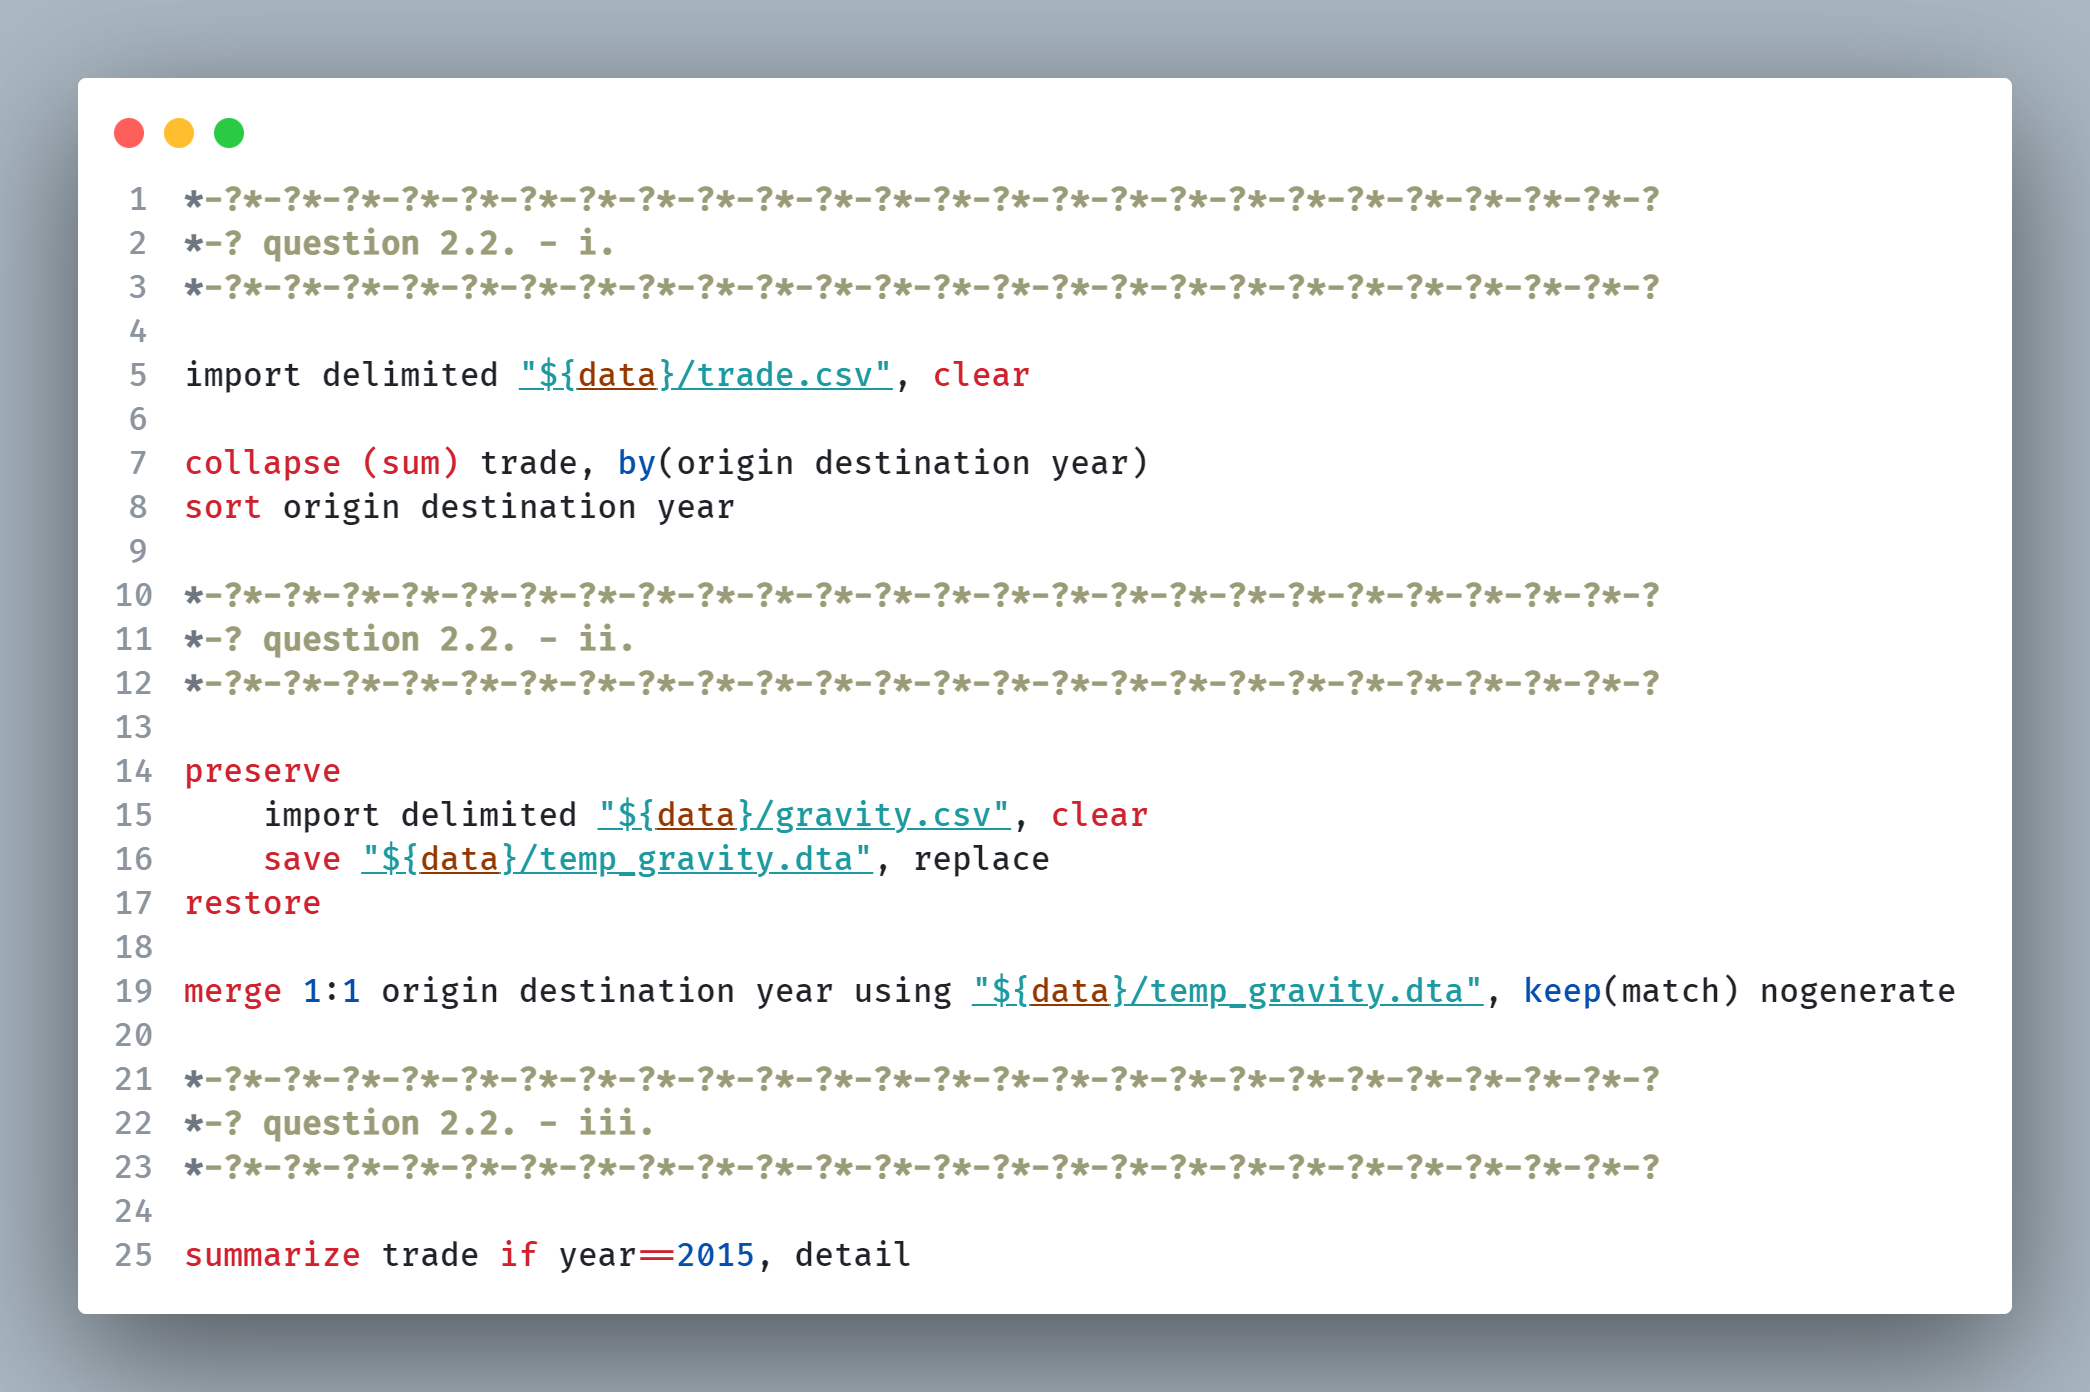 1 *-?*-?*-?*-?*-?*-?*-?*-?*-?*-?*-?*-?*-?*-?*-?*-?*-?*-?*-?*-?*-?*-?*-?*-?*-?
2 *-? question 2.2. - i.
3 *-?*-?*-?*-?*-?*-?*-?*-?*-?*-?*-?*-?*-?*-?*-?*-?*-?*-?*-?*-?*-?*-?*-?*-?*-?
4
5 import delimited "${data}/trade.csv", clear
6
7 collapse (sum) trade, by(origin destination year)
8 sort origin destination year
9
10 *-?*-?*-?*-?*-?*-?*-?*-?*-?*-?*-?*-?*-?*-?*-?*-?*-?*-?*-?*-?*-?*-?*-?*-?*-?
11 *-? question 2.2. - ii.
12 *-?*-?*-?*-?*-?*-?*-?*-?*-?*-?*-?*-?*-?*-?*-?*-?*-?*-?*-?*-?*-?*-?*-?*-?*-?
13
14 preserve
15     import delimited "${data}/gravity.csv", clear
16     save "${data}/temp_gravity.dta", replace
17 restore
18
19 merge 1:1 origin destination year using "${data}/temp_gravity.dta", keep(match) nogenerate
20
21 *-?*-?*-?*-?*-?*-?*-?*-?*-?*-?*-?*-?*-?*-?*-?*-?*-?*-?*-?*-?*-?*-?*-?*-?*-?
22 *-? question 2.2. - iii.
23 *-?*-?*-?*-?*-?*-?*-?*-?*-?*-?*-?*-?*-?*-?*-?*-?*-?*-?*-?*-?*-?*-?*-?*-?*-?
24
25 summarize trade if year==2015, detail